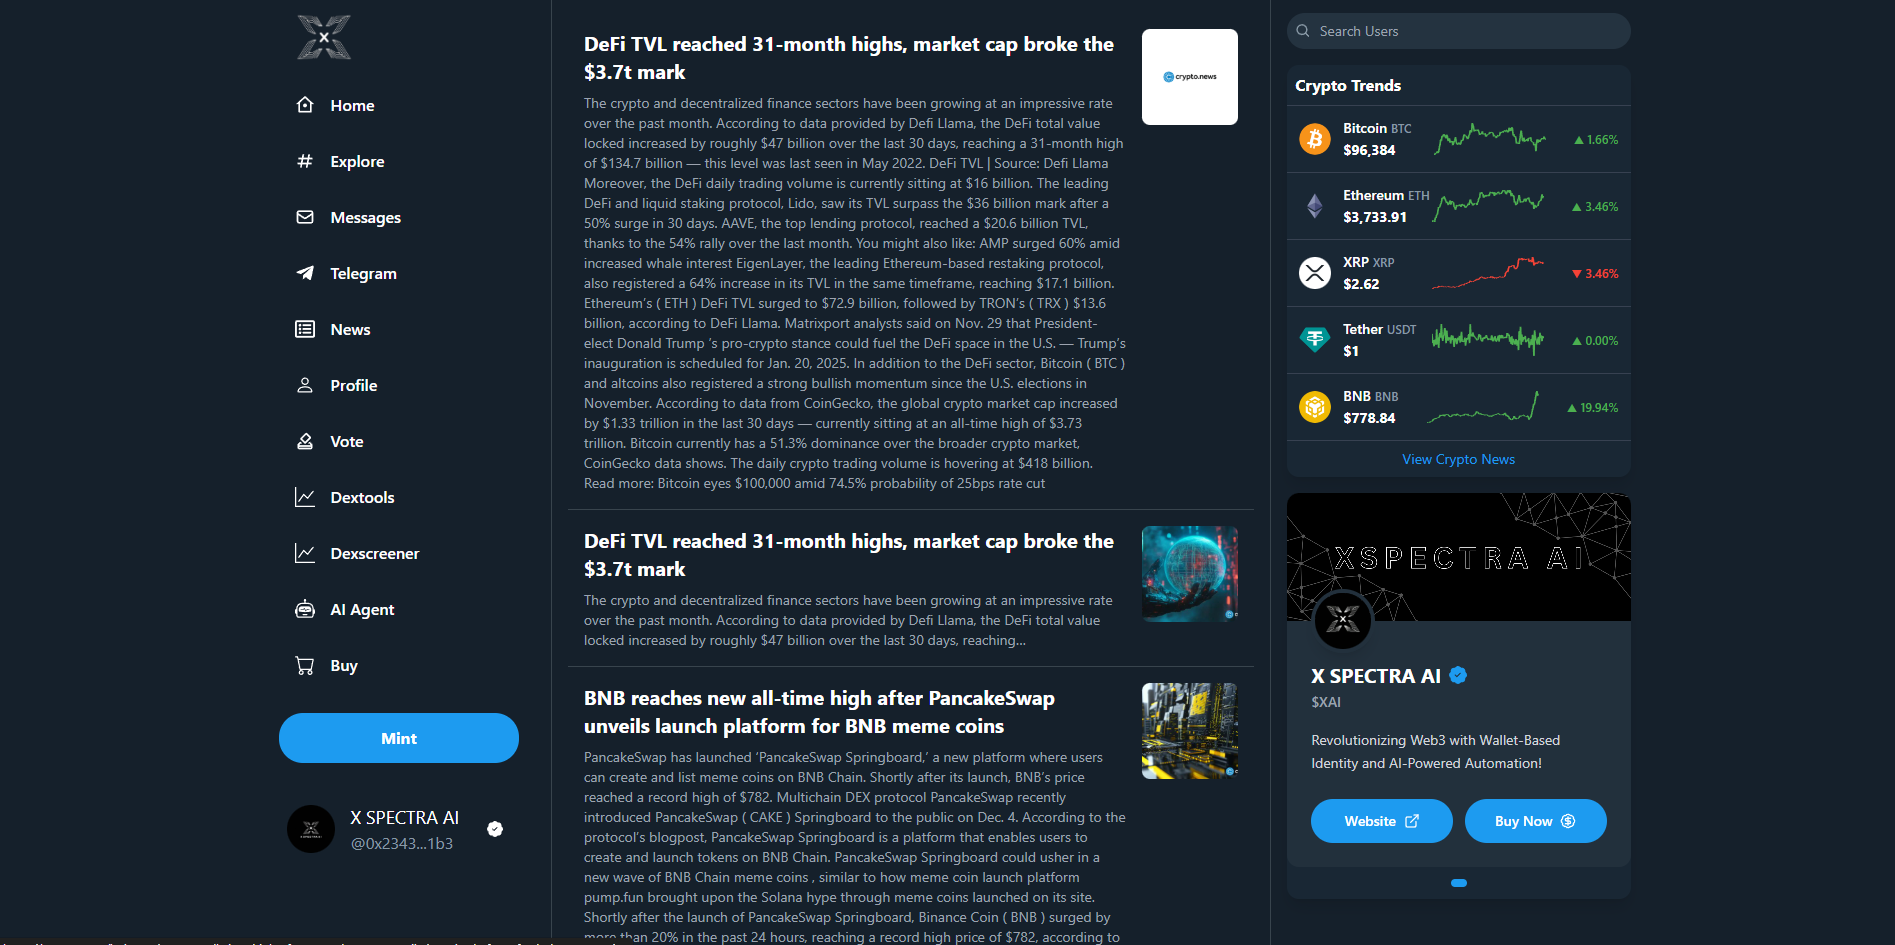 Home
Explore
Messages
Telegram
News
Profile
Vote
Dextools
Dexscreener
AI Agent
Buy
Mint
X SPECTRA AI
@0x2343...1b3
DeFi TVL reached 31-month highs, market cap broke the
$3.7t mark
crypto.news
The crypto and decentralized finance sectors have been growing at an impressive rate
over the past month. According to data provided by Defi Llama, the DeFi total value
locked increased by roughly $47 billion over the last 30 days, reaching a 31-month high
of $134.7 billion — this level was last seen in May 2022. DeFi TVL | Source: Defi Llama
Moreover, the DeFi daily trading volume is currently sitting at $16 billion. The leading
DeFi and liquid staking protocol, Lido, saw its TVL surpass the $36 billion mark after a
50% surge in 30 days. AAVE, the top lending protocol, reached a $20.6 billion TVL,
thanks to the 54% rally over the last month. You might also like: AMP surged 60% amid
increased whale interest EigenLayer, the leading Ethereum-based restaking protocol,
also registered a 64% increase in its TVL in the same timeframe, reaching $17.1 billion.
Ethereum’s ( ETH ) DeFi TVL surged to $72.9 billion, followed by TRON’s ( TRX ) $13.6
billion, according to DeFi Llama. Matrixport analysts said on Nov. 29 that President-
elect Donald Trump ’s pro-crypto stance could fuel the DeFi space in the U.S. — Trump’s
inauguration is scheduled for Jan. 20, 2025. In addition to the DeFi sector, Bitcoin ( BTC )
and altcoins also registered a strong bullish momentum since the U.S. elections in
November. According to data from CoinGecko, the global crypto market cap increased
by $1.33 trillion in the last 30 days — currently sitting at an all-time high of $3.73
trillion. Bitcoin currently has a 51.3% dominance over the broader crypto market,
CoinGecko data shows. The daily crypto trading volume is hovering at $418 billion.
Read more: Bitcoin eyes $100,000 amid 74.5% probability of 25bps rate cut
DeFi TVL reached 31-month highs, market cap broke the
$3.7t mark
The crypto and decentralized finance sectors have been growing at an impressive rate
over the past month. According to data provided by Defi Llama, the DeFi total value
locked increased by roughly $47 billion over the last 30 days, reaching...
BNB reaches new all-time high after PancakeSwap
unveils launch platform for BNB meme coins
PancakeSwap has launched ‘PancakeSwap Springboard,’ a new platform where users
can create and list meme coins on BNB Chain. Shortly after its launch, BNB’s price
reached a record high of $782. Multichain DEX protocol PancakeSwap recently
introduced PancakeSwap ( CAKE ) Springboard to the public on Dec. 4. According to the
protocol’s blogpost, PancakeSwap Springboard is a platform that enables users to
create and launch tokens on BNB Chain. PancakeSwap Springboard could usher in a
new wave of BNB Chain meme coins , similar to how meme coin launch platform
pump.fun brought upon the Solana hype through meme coins launched on its site.
Shortly after the launch of PancakeSwap Springboard, Binance Coin ( BNB ) surged by
more than 20% in the past 24 hours, reaching a record high price of $782, according to
Search Users
Crypto Trends
Bitcoin BTC
$96,384
1.66%
Ethereum ETH
$3,733.91
3.46%
XRP XRP
$2.62
3.46%
Tether USDT
$1
0.00%
BNB BNB
$778.84
19.94%
View Crypto News
XSPECTRA AI
X SPECTRA AI
$XAI
Revolutionizing Web3 with Wallet-Based
Identity and AI-Powered Automation!
Website
Buy Now